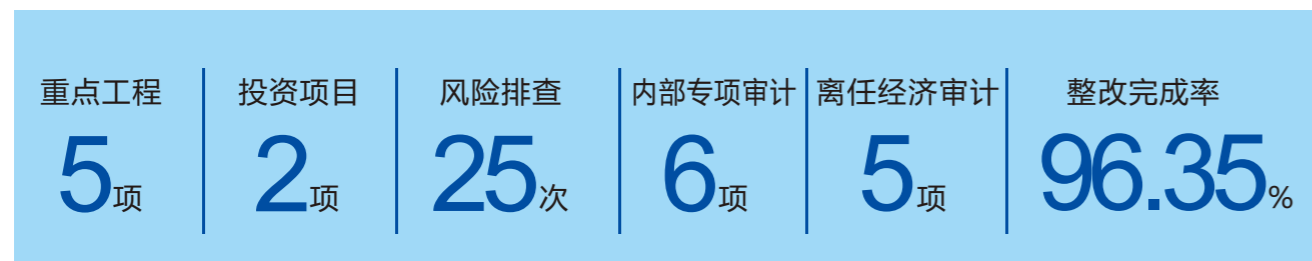 重点工程
5项
投资项目
2项
风险排查
25次
内部专项审计
6项
离任经济审计
5项
整改完成率
96.35%